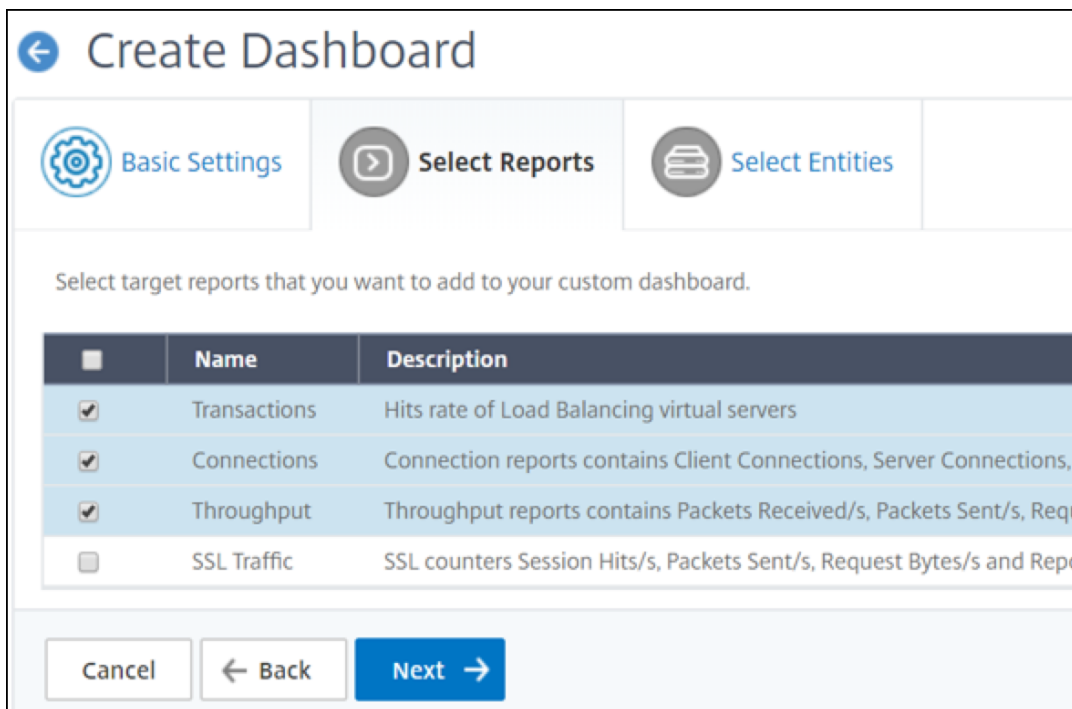 Create Dashboard
Basic Settings
Select Reports
Select Entities
Select target reports that you want to add to your custom dashboard.
Name Description
Transactions Hits rate of Load Balancing virtual servers
Connections Connection reports contains Client Connections, Server Connections,
Throughput Throughput reports contains Packets Received/s, Packets Sent/s,
SSL Traffic SSL counters Session Hits/s, Packets Sent/s, Request Bytes/s and
Cancel
Back
Next